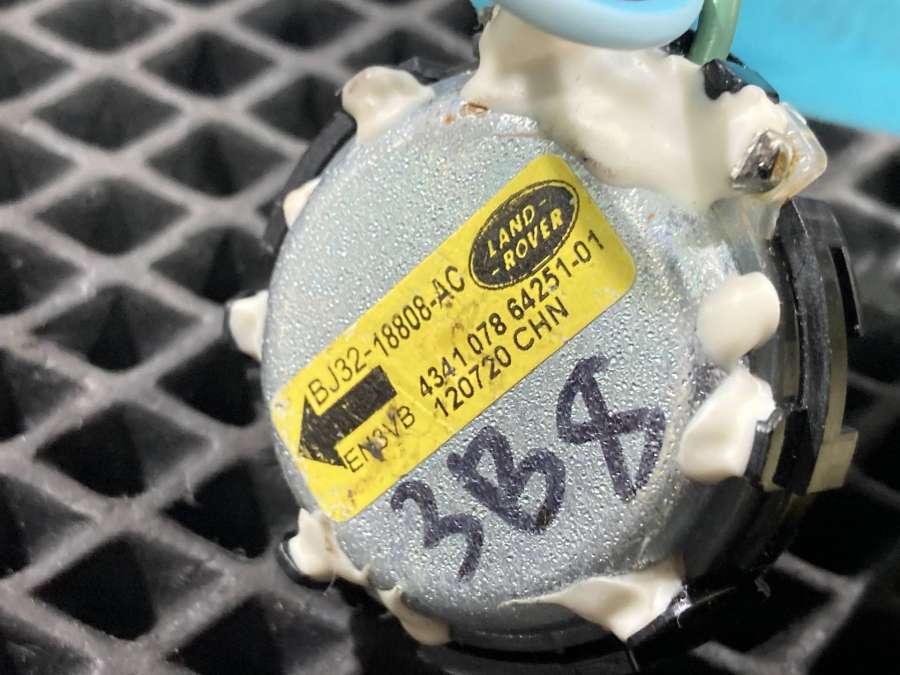 LAND-
-ROVER
BJ32-18808-AC
4341 078 64251-01
EN3VB 120720 CHN
3B8